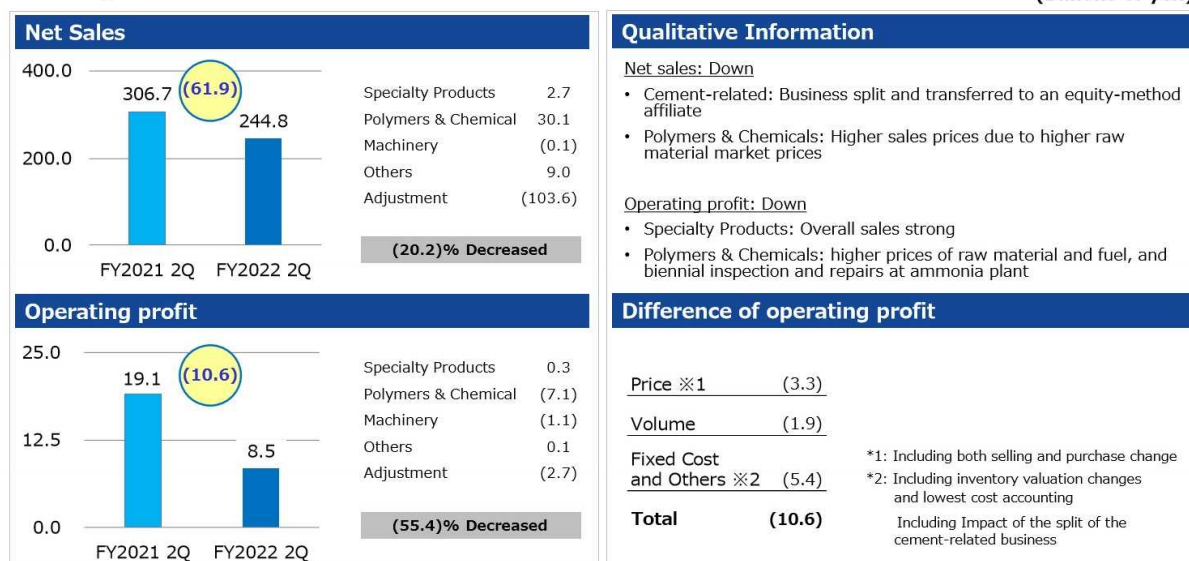 Net Sales
400.0
200.0
0.0
306.7
(61.9)
244.8
FY2021 2Q FY2022 2Q
Specialty Products 2.7
Polymers & Chemical 30.1
Machinery (0.1)
Others 9.0
Adjustment (103.6)
(20.2)% Decreased
Qualitative Information
Net sales: Down
• Cement-related: Business split and transferred to an equity-method
affiliate
• Polymers & Chemicals: Higher sales prices due to higher raw
material market prices
Operating profit: Down
• Specialty Products: Overall sales strong
• Polymers & Chemicals: higher prices of raw material and fuel, and
biennial inspection and repairs at ammonia plant
Operating profit
25.0
12.5
0.0
19.1
(10.6)
8.5
FY2021 2Q FY2022 2Q
Specialty Products 0.3
Polymers & Chemical (7.1)
Machinery (1.1)
Others 0.1
Adjustment (2.7)
(55.4)% Decreased
Difference of operating profit
Price ※1 (3.3)
Volume (1.9)
Fixed Cost
and Others ※2 (5.4)
Total (10.6)
*1: Including both selling and purchase change
*2: Including inventory valuation changes
and lowest cost accounting
Including Impact of the split of the
cement-related business